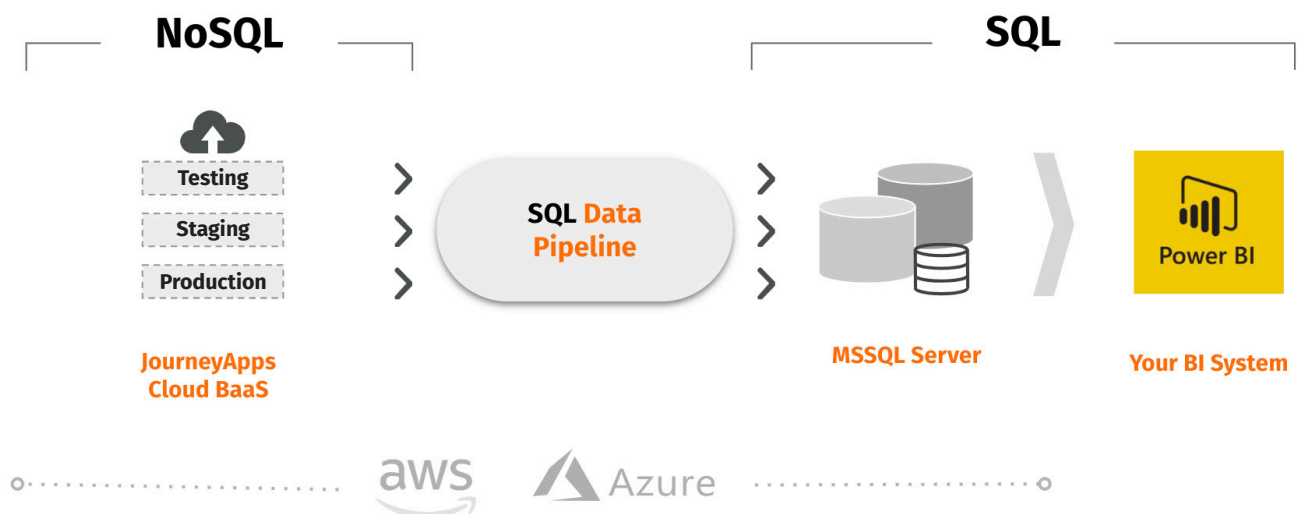 NoSQL
SQL
Testing
Staging
Production
SQL Data
Pipeline
Power BI
JourneyApps
Cloud BaaS
MSSQL Server
Your BI System
aws
Azure